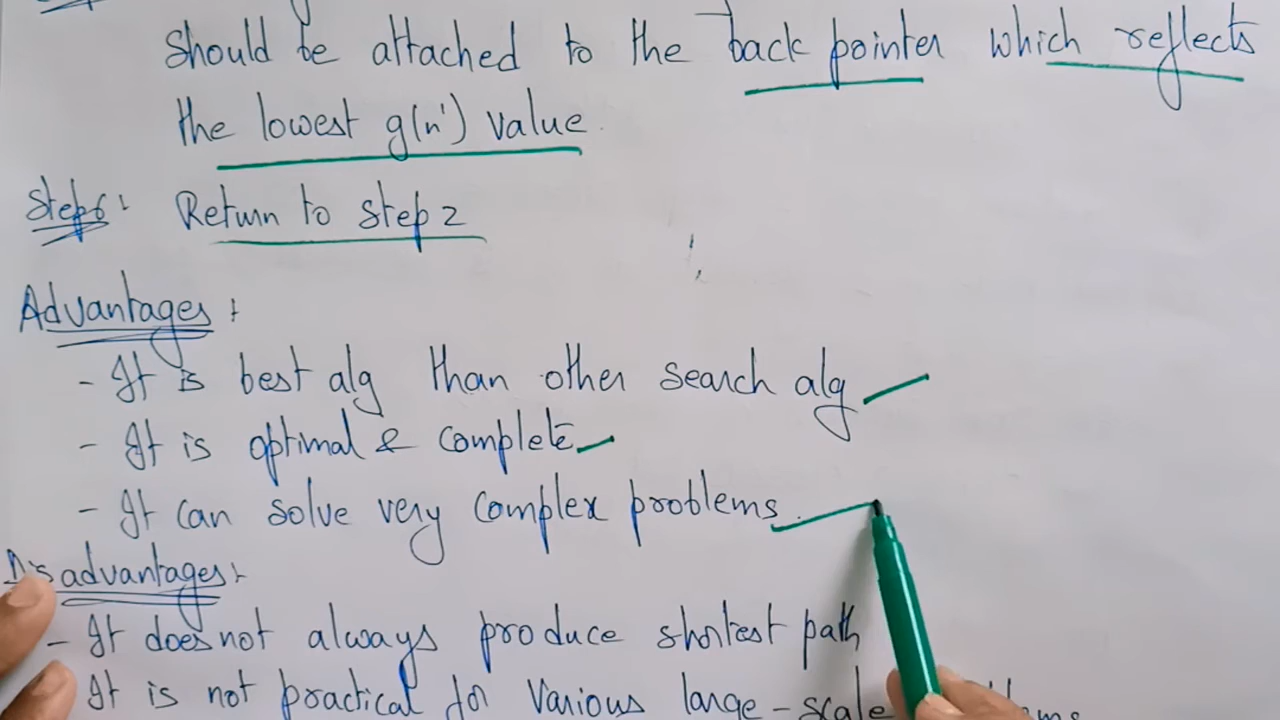 should be attached to the back pointer which reflects
the lowest g(n') value
Step6: Return to step 2
Advantages:
- It is best alg than other search alg
- It is optimal & complete
- It can solve very complex problems.
Disadvantages:
- It does not always produce shortest path
It is not practical for various large-scale